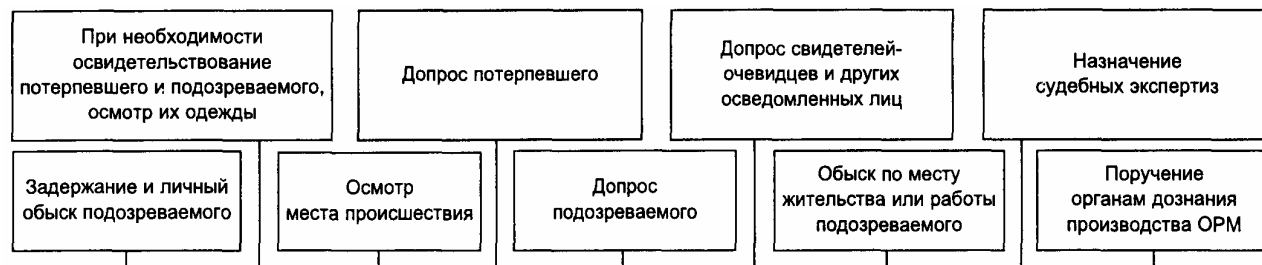 При необходимости
освидетельствование
потерпевшего и подозреваемого,
осмотр их одежды
Допрос потерпевшего
Допрос свидетелей-
очевидцев и других
осведомленных лиц
Назначение
судебных экспертиз
Задержание и личный
обыск подозреваемого
Осмотр
места происшествия
Допрос
подозреваемого
Обыск по месту
жительства или работы
подозреваемого
Поручение
органам дознания
производства ОРМ